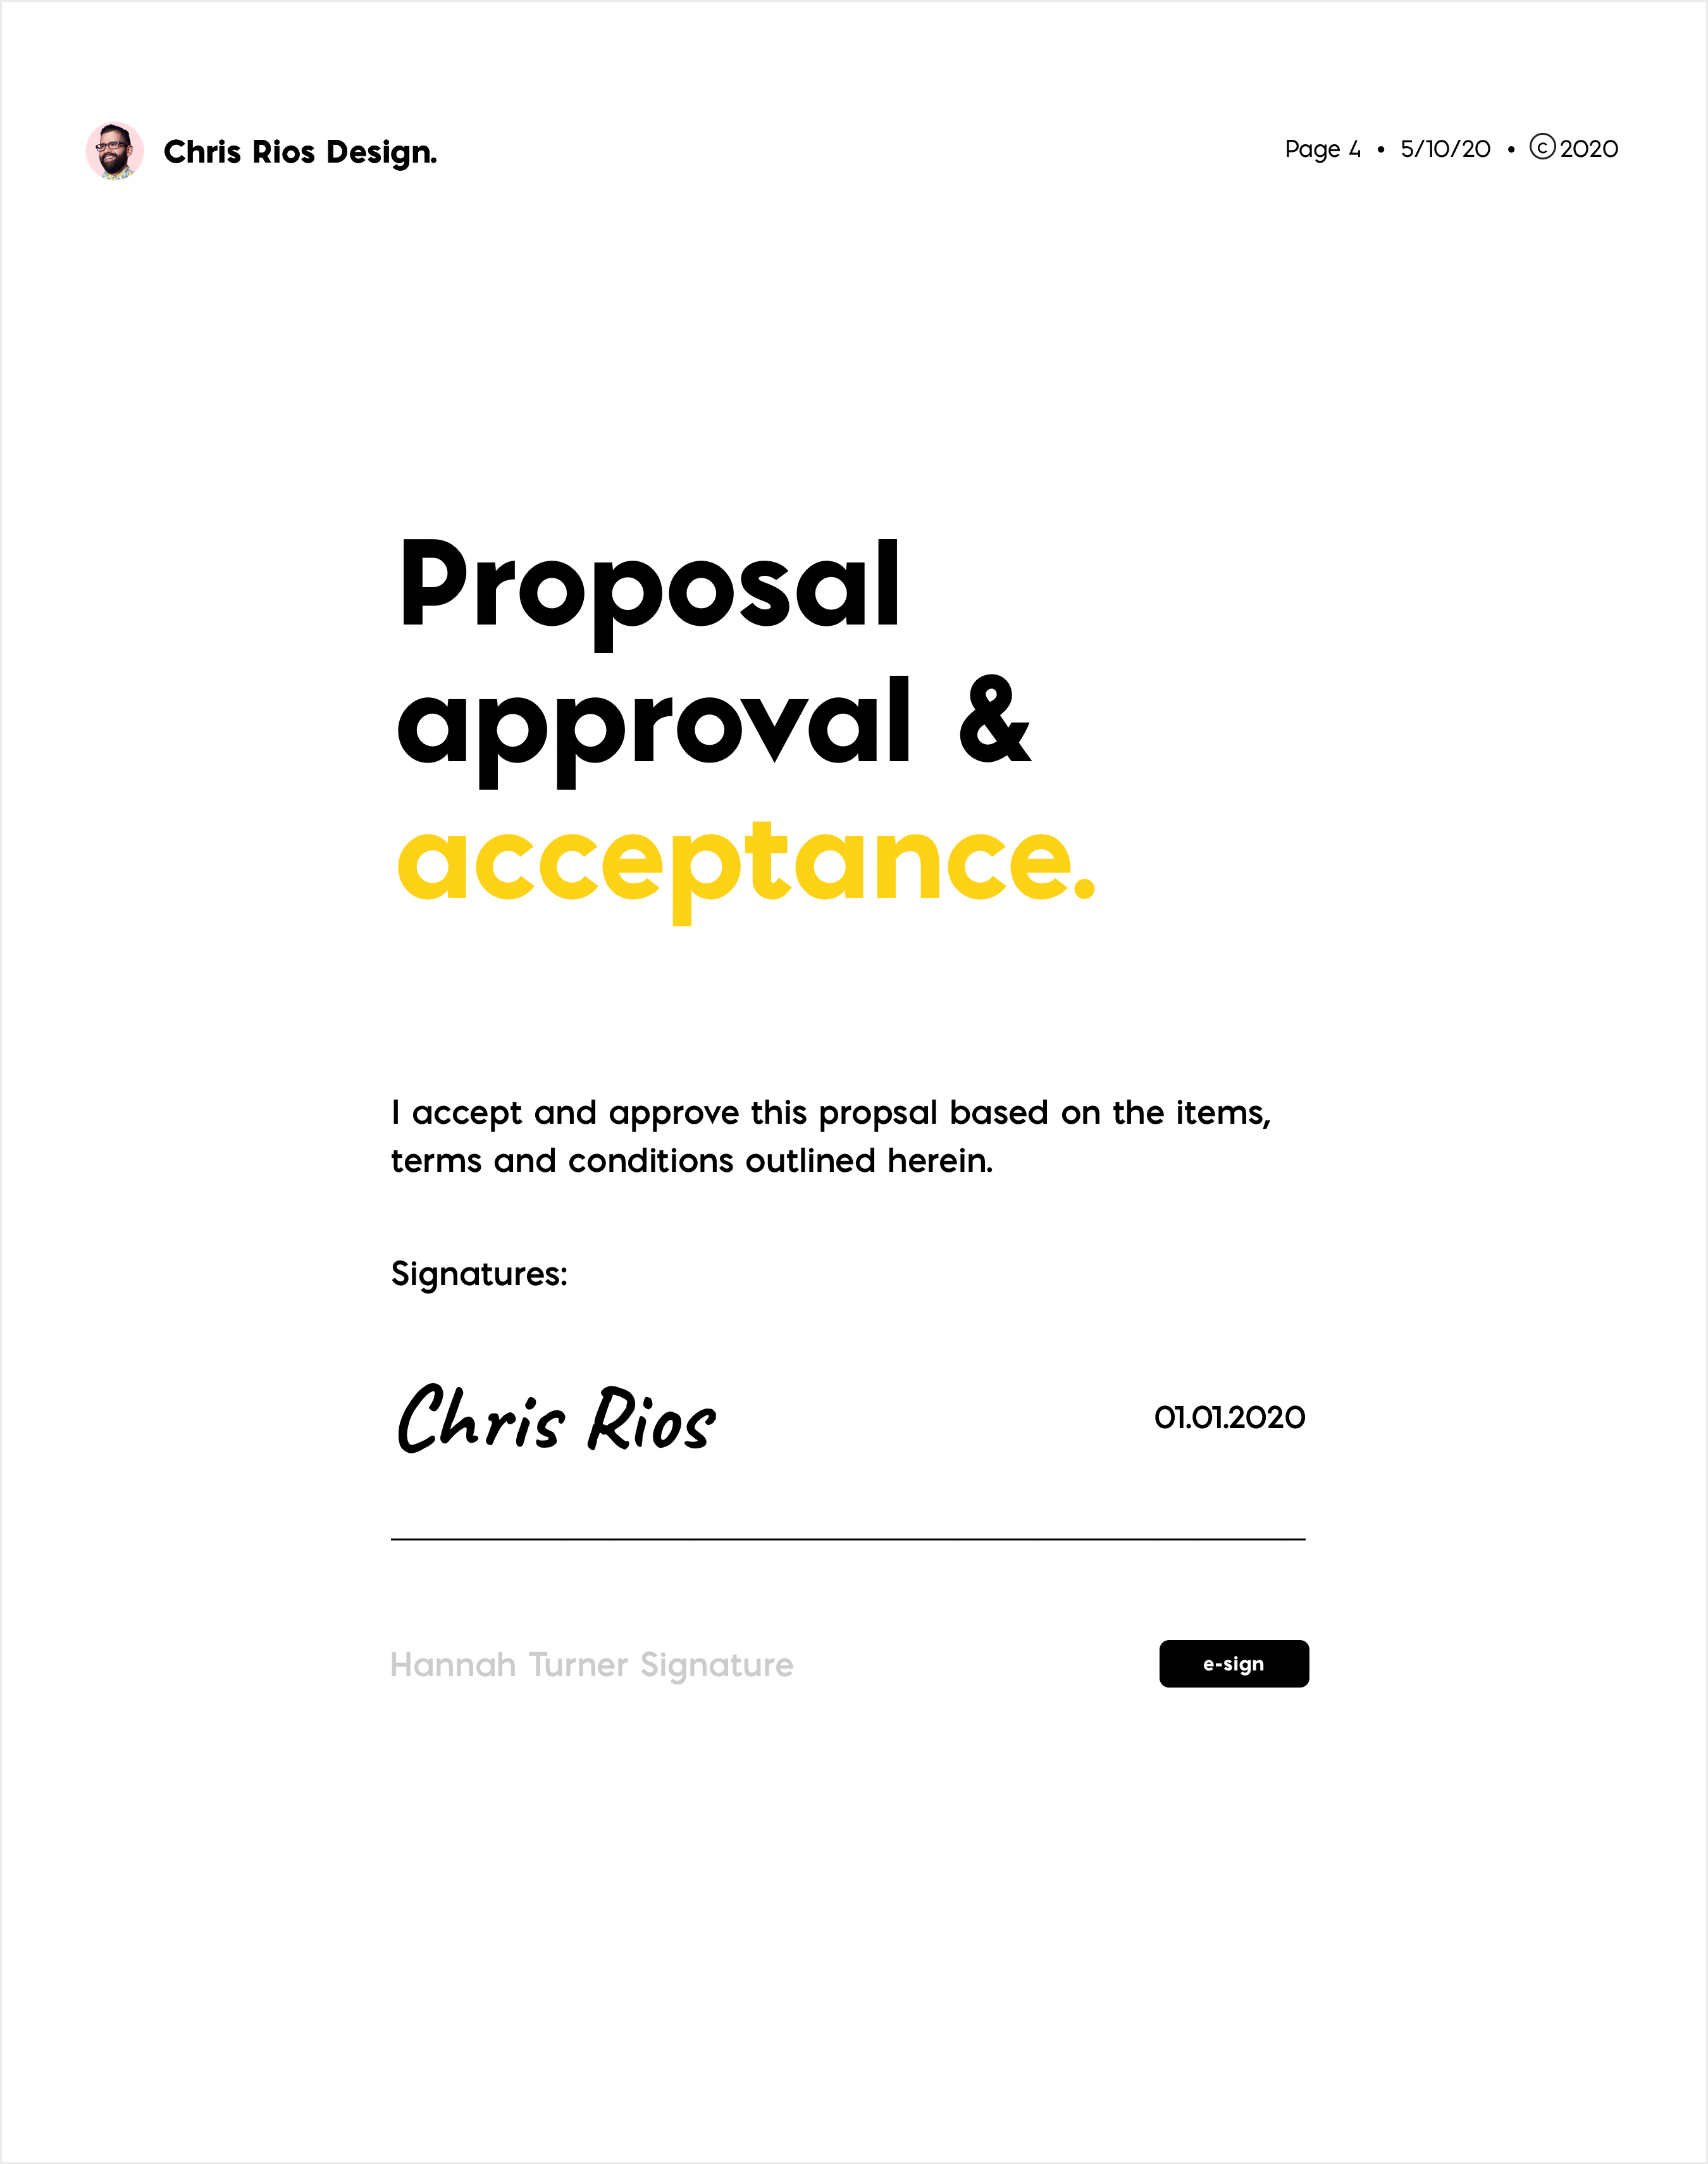 Chris Rios Design.
Page 4 • 5/10/20 • ©2020
Proposal
approval &
acceptance.
I accept and approve this propsal based on the items,
terms and conditions outlined herein.
Signatures:
Chris Rios
01.01.2020
Hannah Turner Signature
e-sign